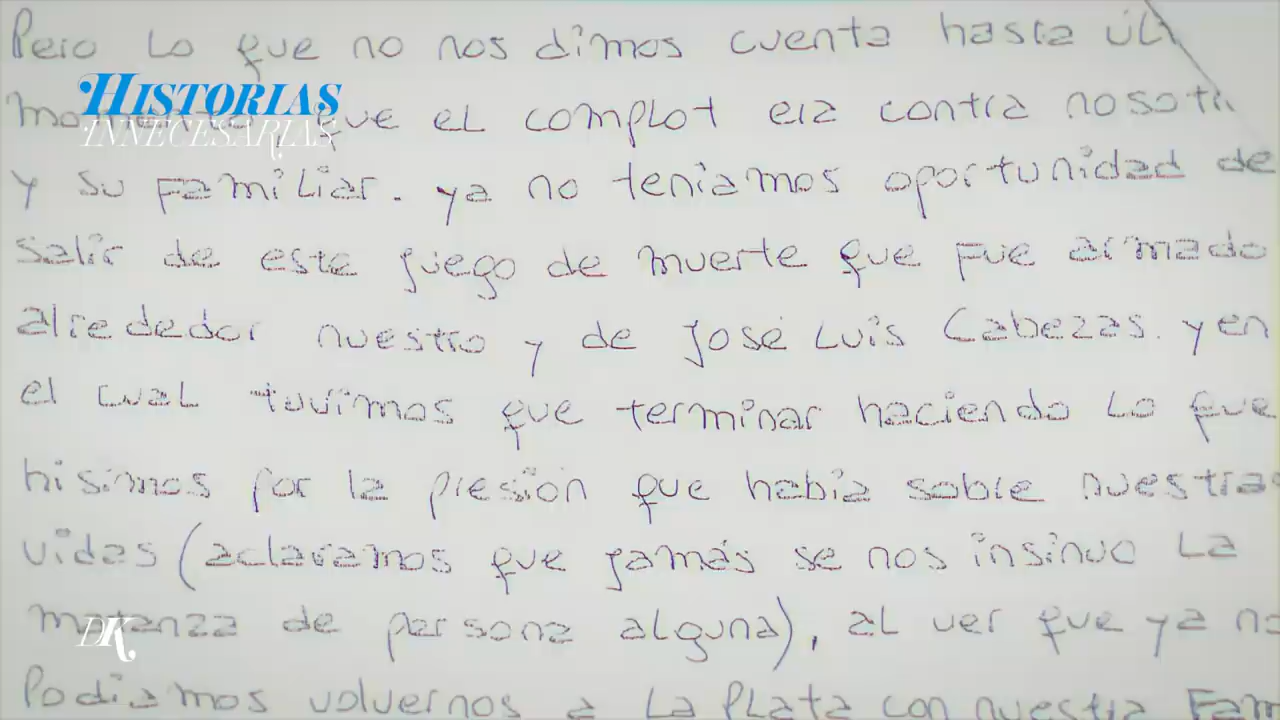 Pero lo que no nos dimos cuenta hasta
HISTORIAS
INNECESARIAS
que el complot era contra
y su familiar. ya no teniamos oportunidad de
salir de este juego de muerte que fue armado
alrededor nuestro y de José Luis Cabezas. y en
el cual tuvimos que terminar haciendo lo que
hisimos por la presión que habia sobre nuestras
vidas (aclaramos que jamás se nos insinuo la
matanza de persona alguna), al ver que ya no
DK
Podiamos volvernos a La Plata con nuestra